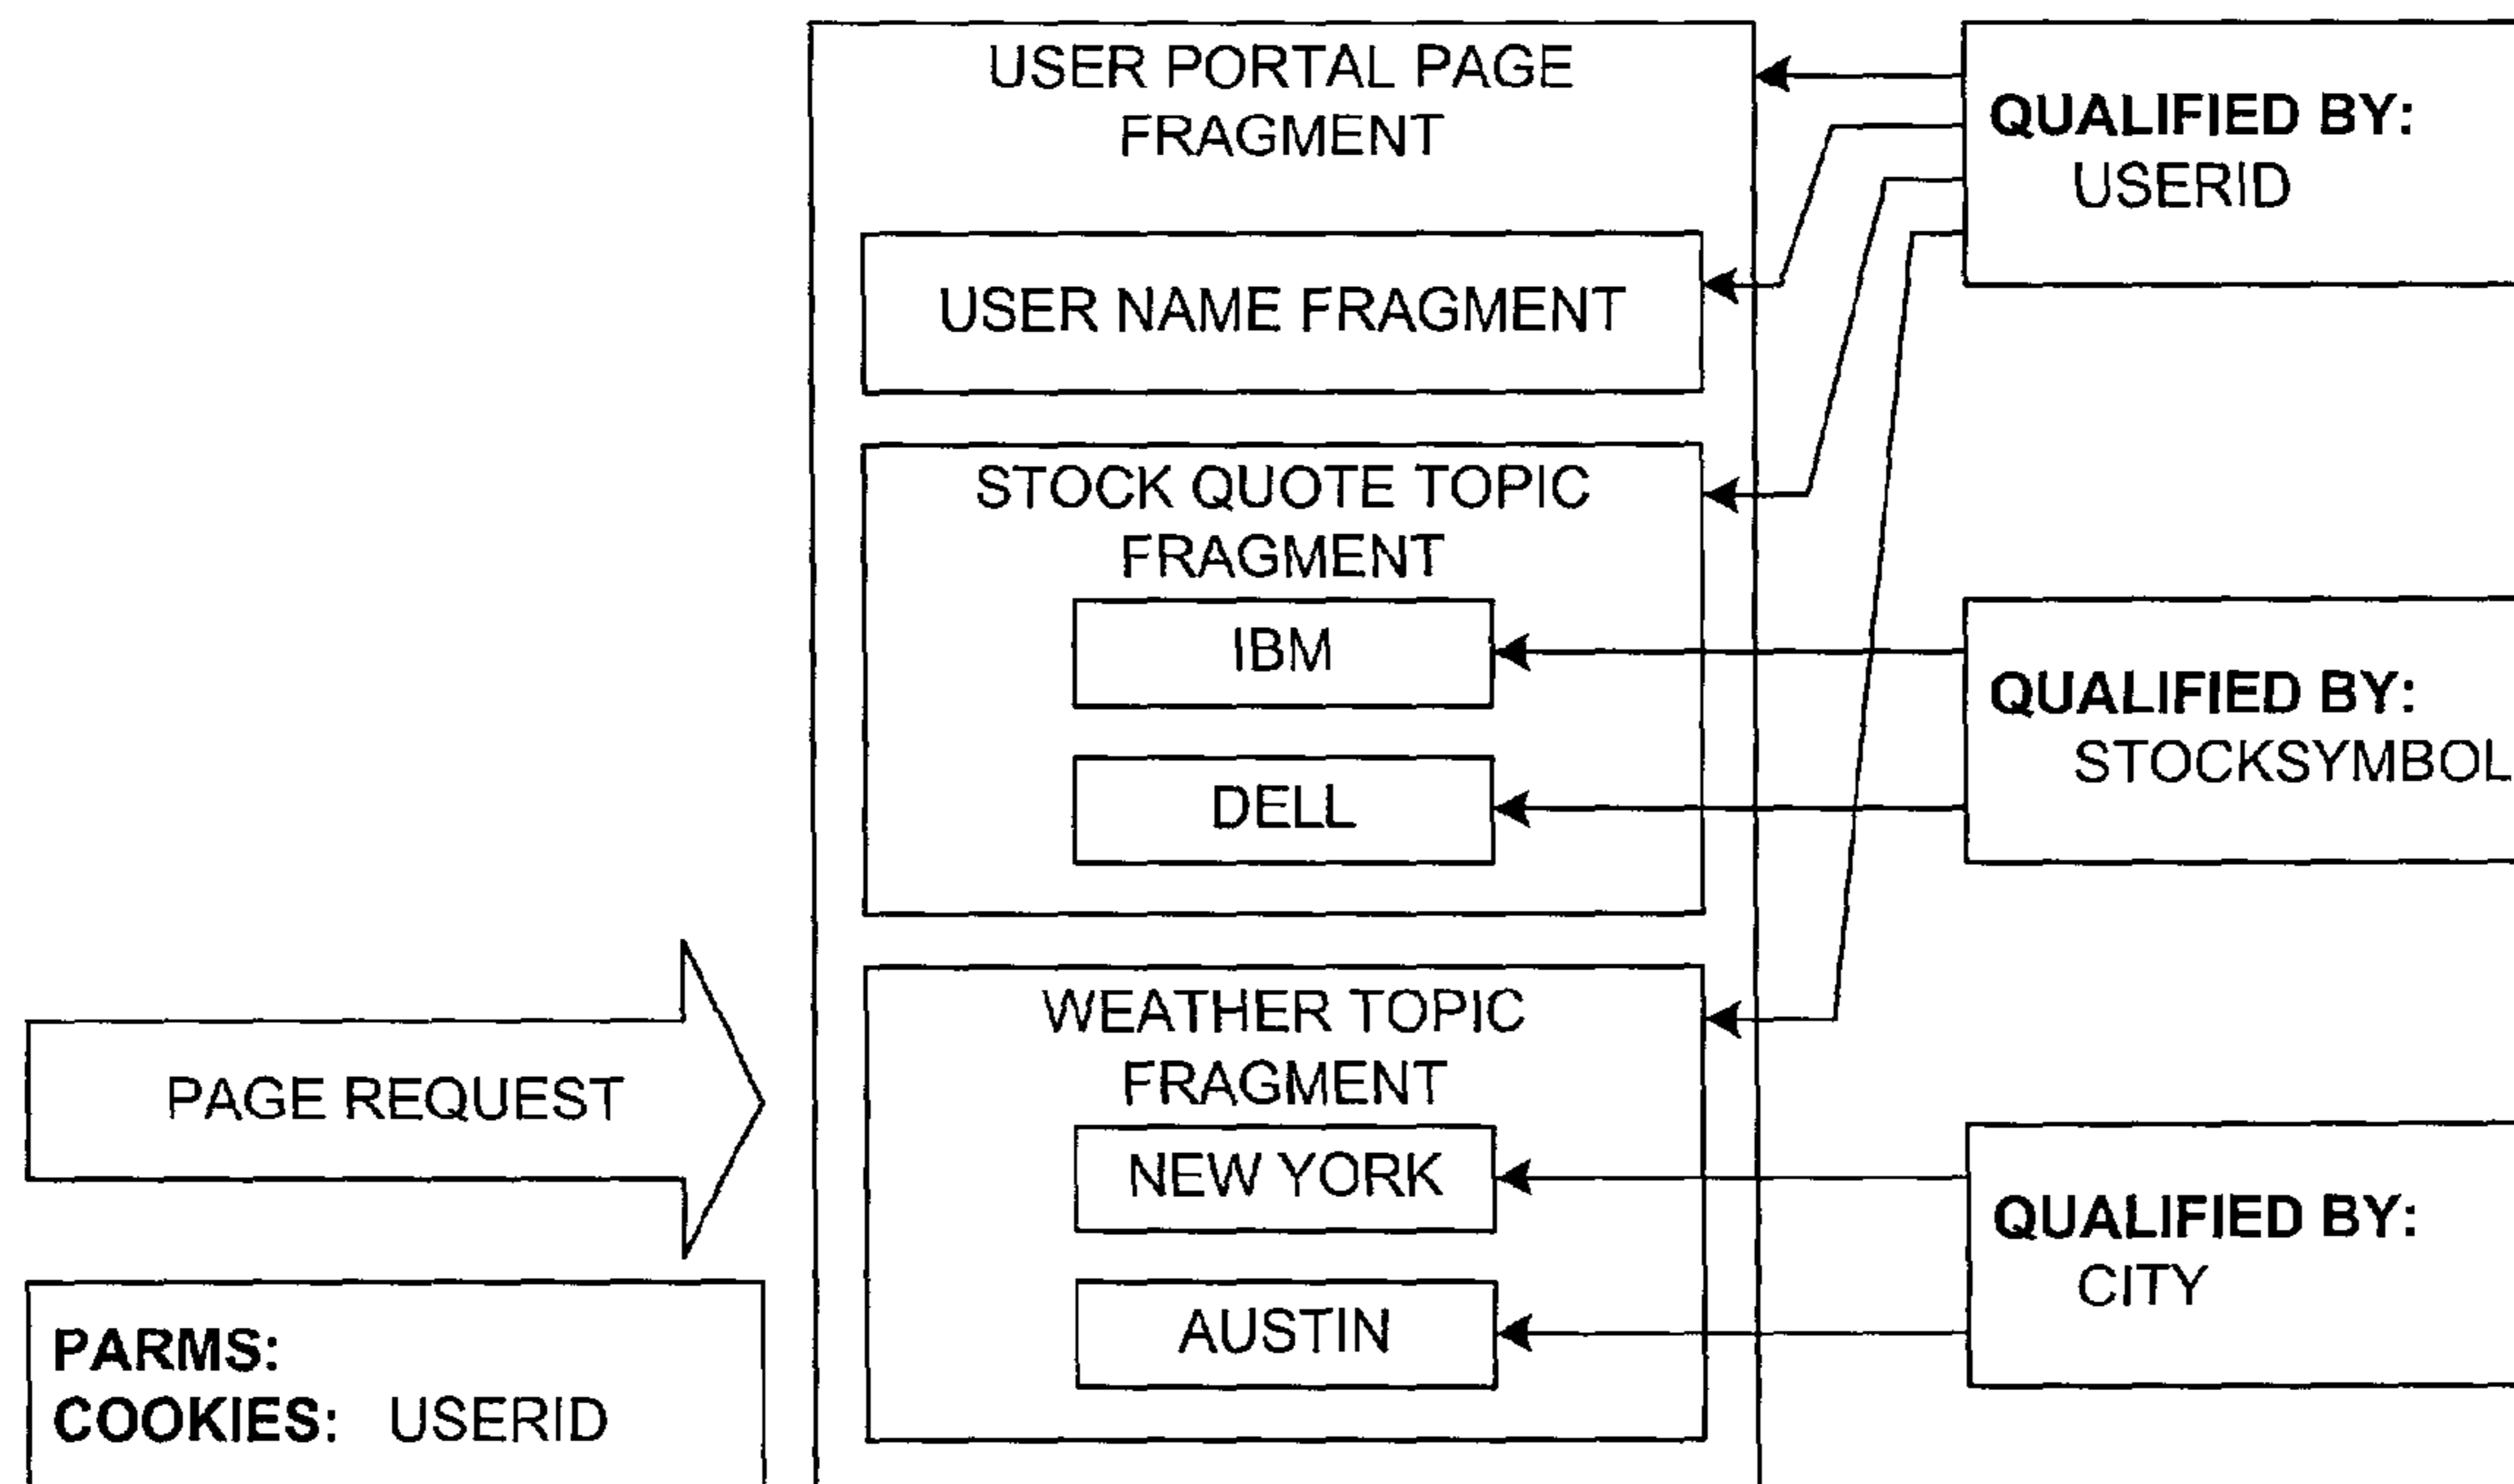 USER PORTAL PAGE
FRAGMENT
QUALIFIED BY:
USERID
USER NAME FRAGMENT
STOCK QUOTE TOPIC
FRAGMENT
IBM
DELL
QUALIFIED BY:
STOCKSYMBOL
WEATHER TOPIC
FRAGMENT
NEW YORK
AUSTIN
QUALIFIED BY:
CITY
PAGE REQUEST
PARMS:
COOKIES: USERID